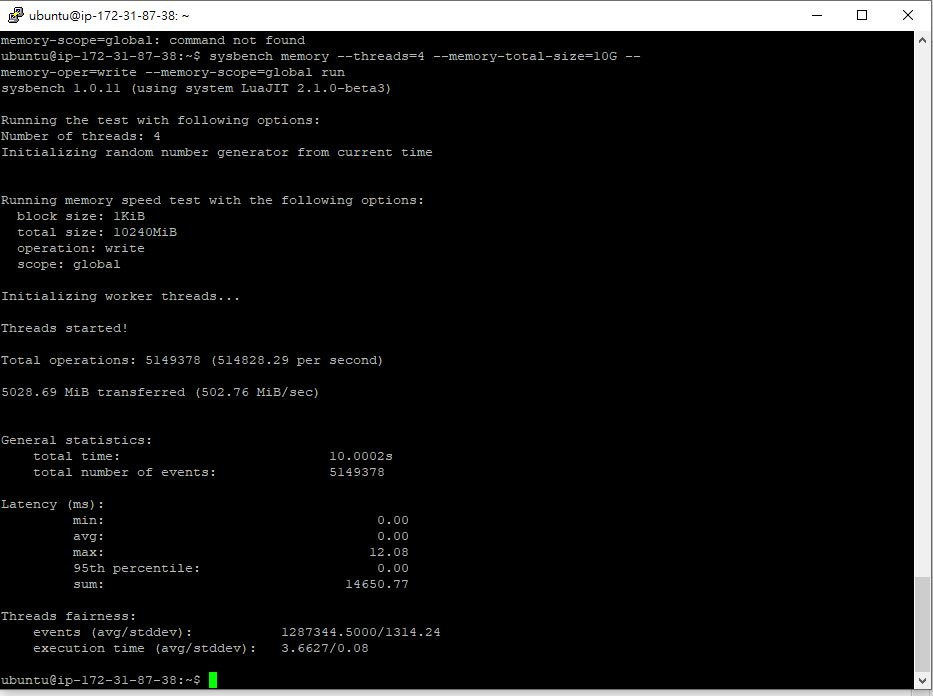 ubuntu@ip-172-31-87-38: ~
memory-scope=global: command not found
ubuntu@ip-172-31-87-38:~$ sysbench memory --threads=4 --memory-total-size=10G --
memory-oper=write --memory-scope=global run
sysbench 1.0.11 (using system LuaJIT 2.1.0-beta3)
Running the test with following options:
Number of threads: 4
Initializing random number generator from current time
Running memory speed test with the following options:
block size: 1KiB
total size: 10240MiB
operation: write
scope: global
Initializing worker threads...
Threads started!
Total operations: 5149378 (514828.29 per second)
5028.69 MiB transferred (502.76 MiB/sec)
General statistics:
total time: 10.0002s
total number of events: 5149378
Latency (ms):
min: 0.00
avg: 0.00
max: 12.08
95th percentile: 0.00
sum: 14650.77
Threads fairness:
events (avg/stddev): 1287344.5000/1314.24
execution time (avg/stddev): 3.6627/0.08
ubuntu@ip-172-31-87-38:~$